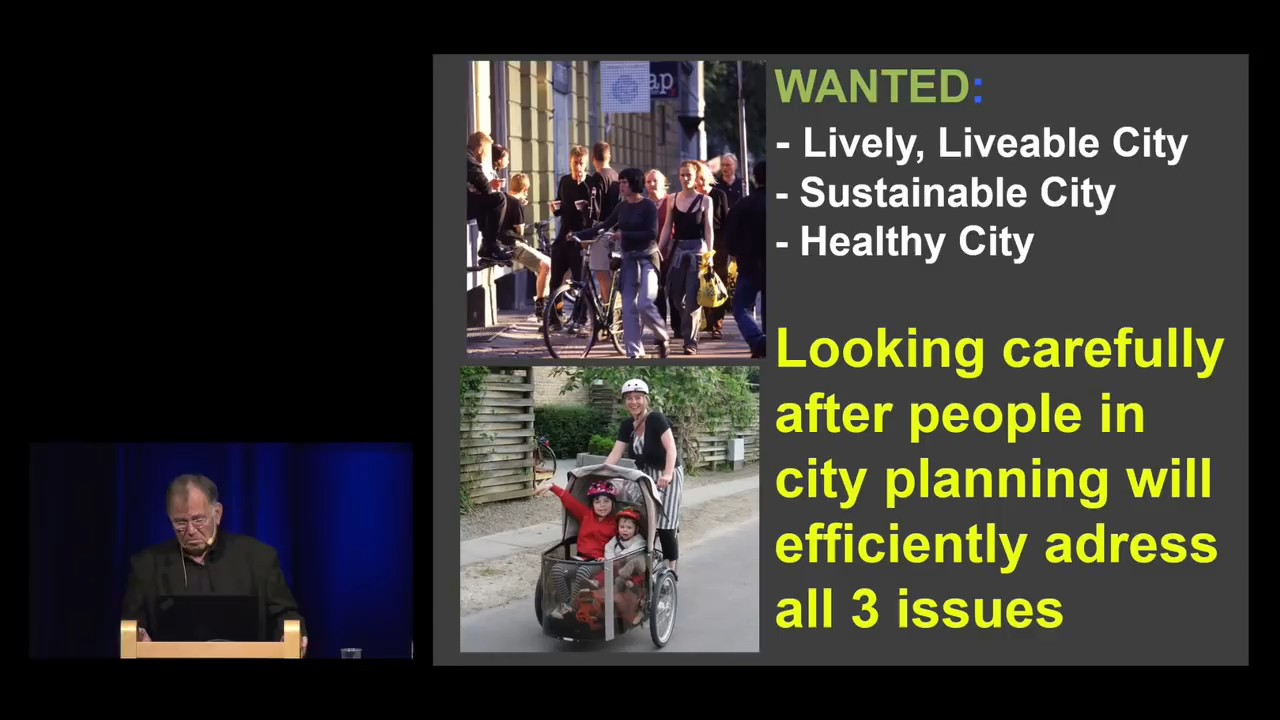 ap
WANTED:
- Lively, Liveable City
- Sustainable City
- Healthy City
Looking carefully
after people in
city planning will
efficiently adress
all 3 issues